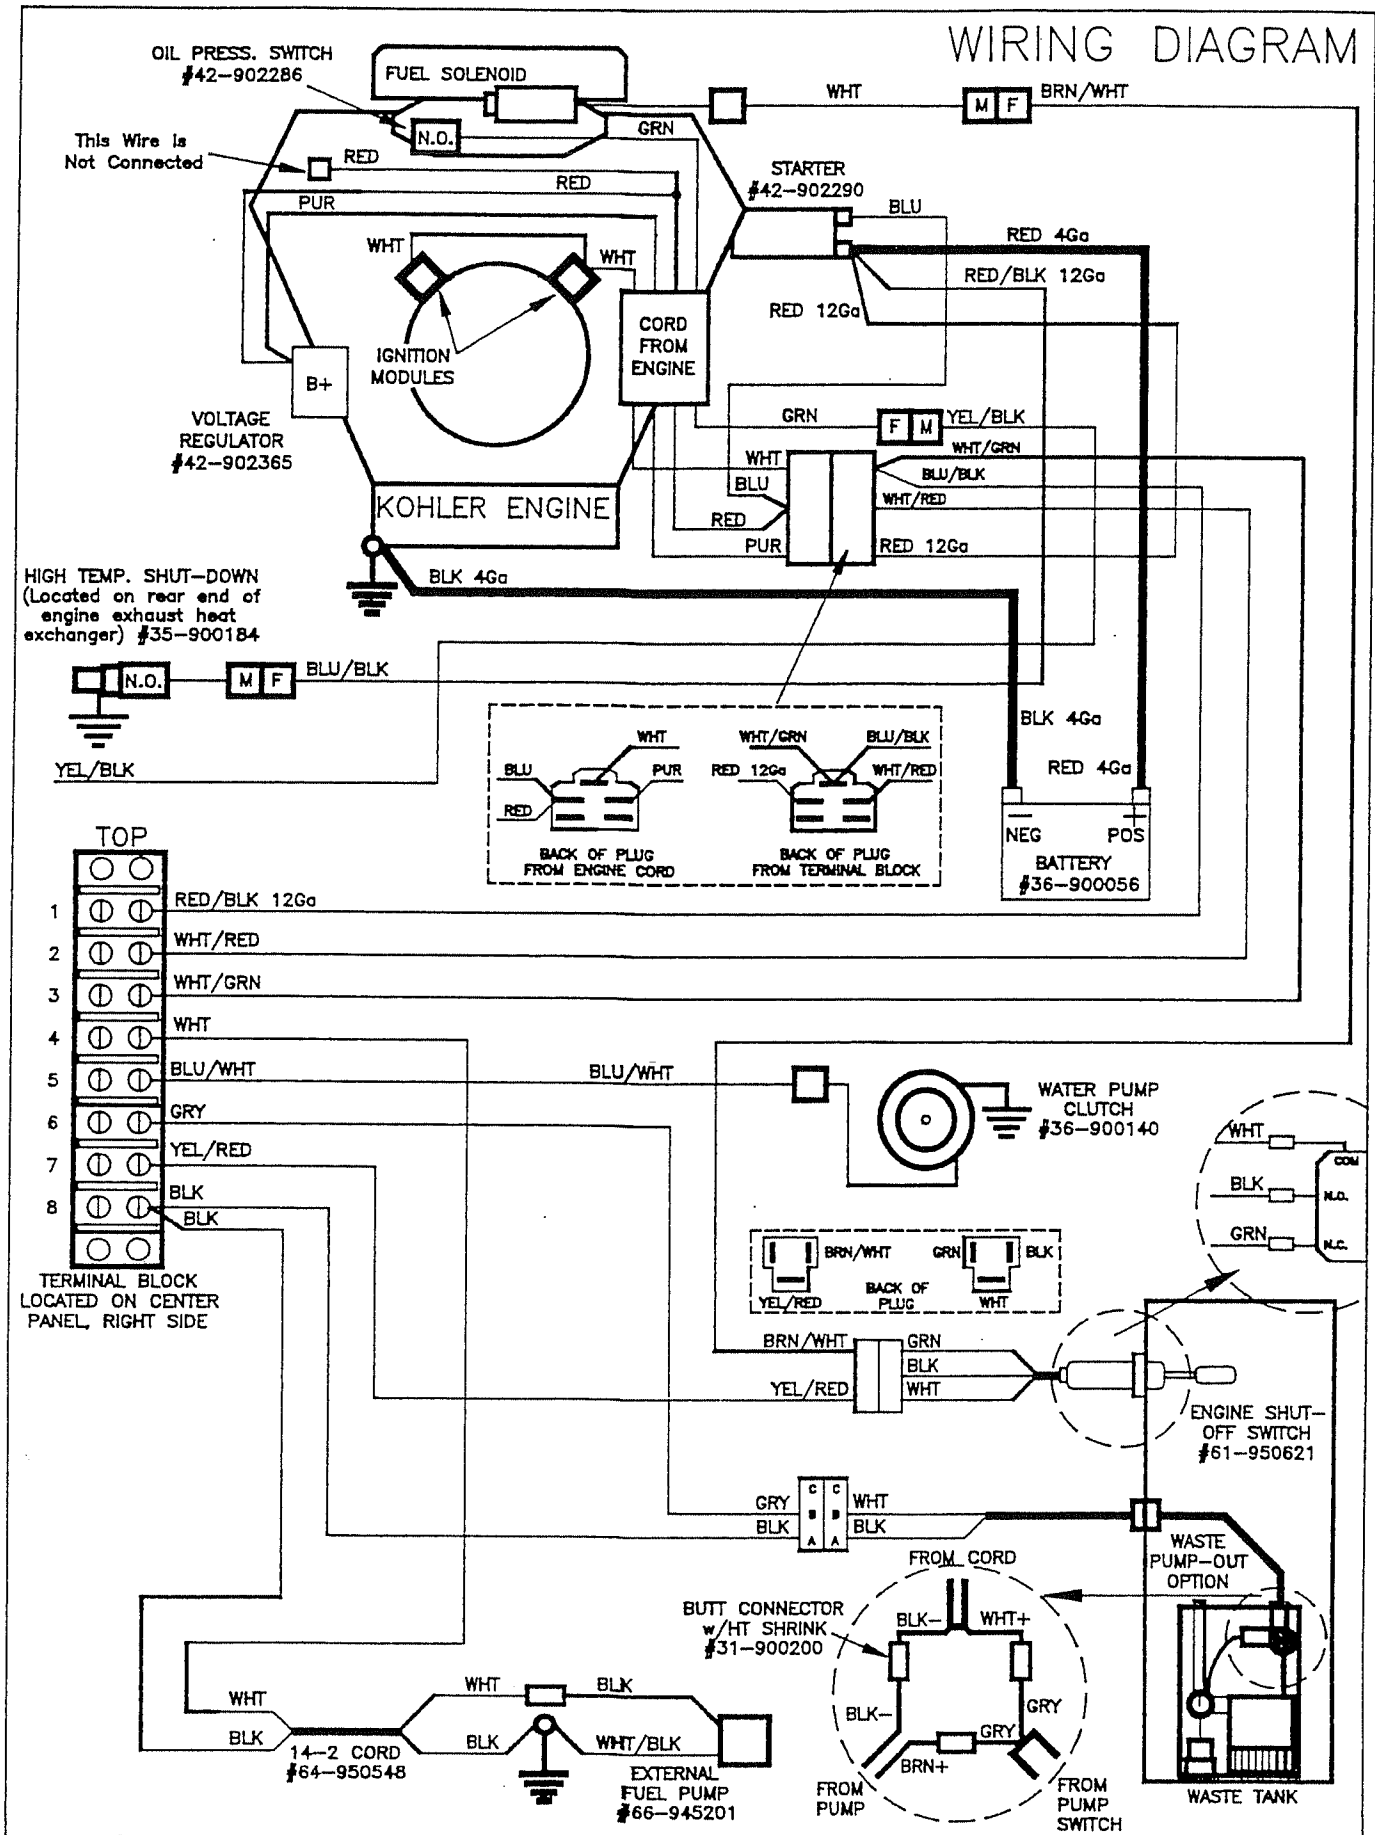 WIRING DIAGRAM
OIL PRESS. SWITCH
#42-902286
FUEL SOLENOID
WHT
M F
BRN/WHT
N.O.
GRN
This Wire is
Not Connected
RED
RED
PUR
STARTER
#42-902290
BLU
WHT
WHT
RED 4Ga
RED/BLK 12Ga
RED 12Ga
CORD
FROM
ENGINE
IGNITION
MODULES
B+
VOLTAGE
REGULATOR
#42-902365
GRN
F M
YEL/BLK
WHT
WHT/GRN
BLU/BLK
BLU
WHT/RED
RED
PUR
RED 12Ga
KOHLER ENGINE
BLK 4Ga
HIGH TEMP. SHUT-DOWN
(Located on rear end of
engine exhaust heat
exchanger) #35-900184
N.O.
M F
BLU/BLK
YEL/BLK
BLK 4Ga
RED 4Ga
WHT
BLU
PUR
RED
BACK OF PLUG
FROM ENGINE CORD
WHT/GRN
BLU/BLK
RED 12Ga
WHT/RED
BACK OF PLUG
FROM TERMINAL BLOCK
NEG
POS
BATTERY
#36-900056
TOP
1 RED/BLK 12Ga
2 WHT/RED
3 WHT/GRN
4 WHT
5 BLU/WHT
BLU/WHT
6 GRY
7 YEL/RED
8 BLK
BLK
TERMINAL BLOCK
LOCATED ON CENTER
PANEL, RIGHT SIDE
WATER PUMP
CLUTCH
#36-900140
WHT
COM
BLK
N.O.
GRN
N.C.
BRN/WHT
YEL/RED
BACK OF
PLUG
GRN
BLK
WHT
BRN/WHT
GRN
BLK
YEL/RED
WHT
ENGINE SHUT-
OFF SWITCH
#61-950621
C C
GRY B B WHT
BLK A A BLK
WASTE
PUMP-OUT
OPTION
FROM CORD
BUTT CONNECTOR
w/HT SHRINK
#31-900200
BLK-
WHT+
BLK-
GRY
GRY
BRN+
FROM
PUMP
FROM
PUMP
SWITCH
WASTE TANK
WHT
BLK
14-2 CORD
#64-950548
WHT
BLK
BLK
WHT/BLK
EXTERNAL
FUEL PUMP
#66-945201